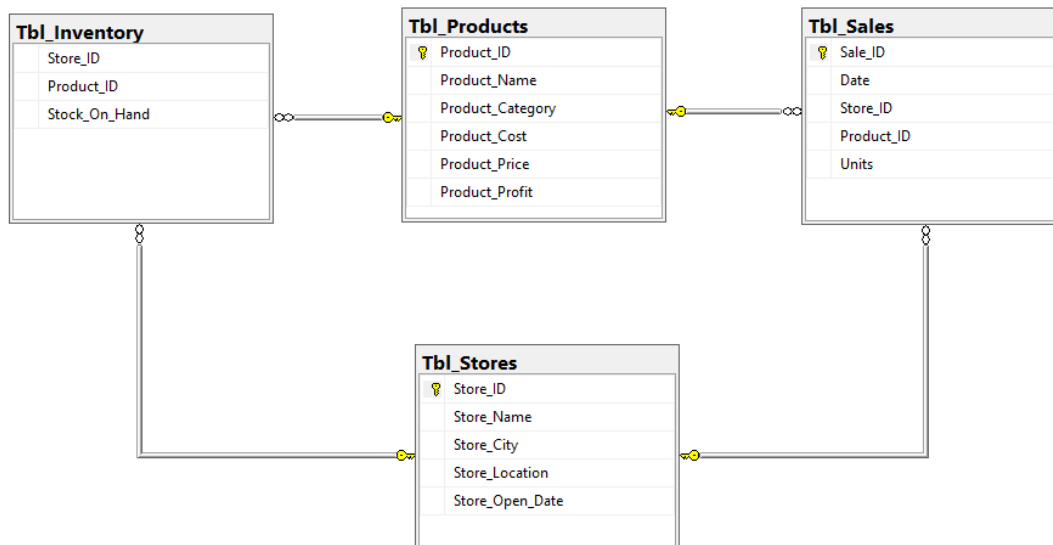 Tbl_Inventory
Store_ID
Product_ID
Stock_On_Hand
Tbl_Products
Product_ID
Product_Name
Product_Category
Product_Cost
Product_Price
Product_Profit
Tbl_Sales
Sale_ID
Date
Store_ID
Product_ID
Units
Tbl_Stores
Store_ID
Store_Name
Store_City
Store_Location
Store_Open_Date